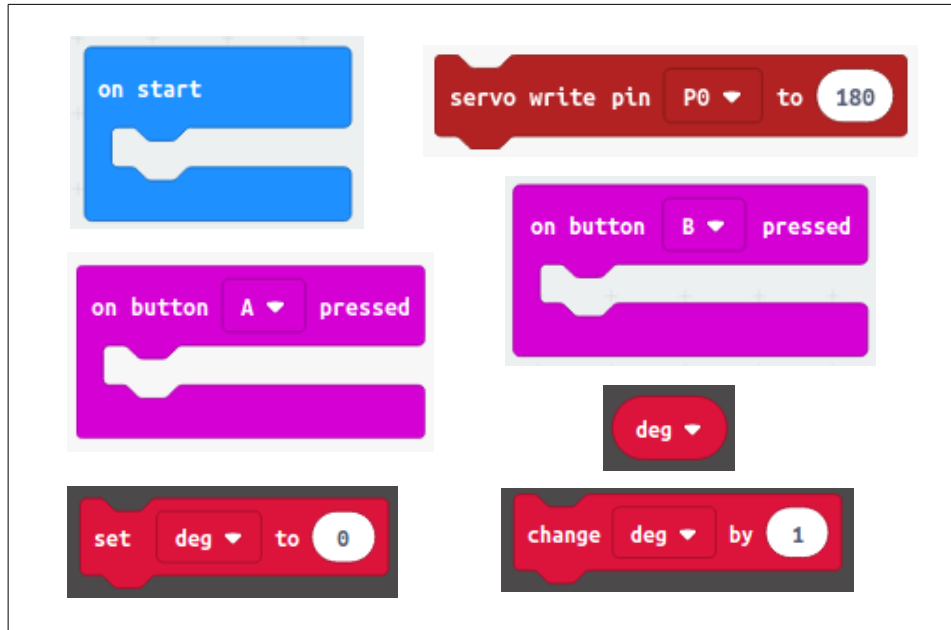 on start
servo write pin P0 to 180
on button B pressed
on button A pressed
deg
set deg to 0
change deg by 1